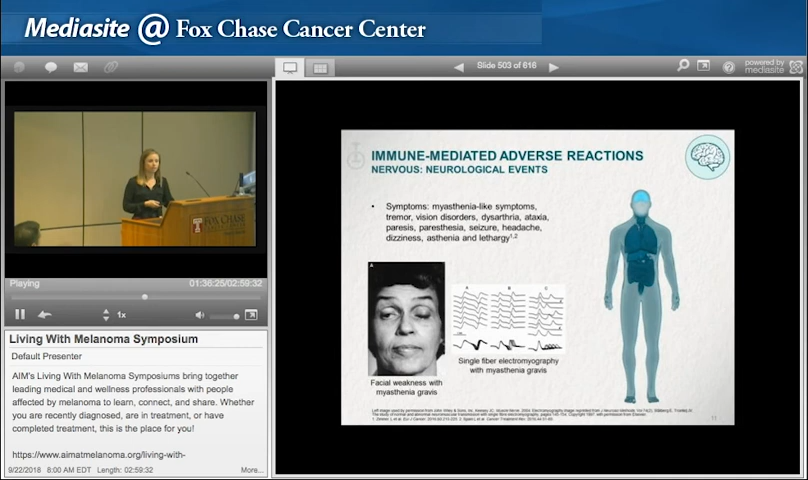 Mediasite @ Fox Chase Cancer Center
Slide 503 of 616
powered by
mediasite
IMMUNE-MEDIATED ADVERSE REACTIONS
NERVOUS: NEUROLOGICAL EVENTS
• Symptoms: myasthenia-like symptoms,
tremor, vision disorders, dysarthria, ataxia,
paresis, paresthesia, seizure, headache,
dizziness, asthenia and lethargy1,2
A
A B C
Facial weakness with
myasthenia gravis
Single fiber electromyography
with myasthenia gravis
11
FOX CHASE
Playing
01:36:25/02:59:32
1x
Living With Melanoma Symposium
Default Presenter
AIM's Living With Melanoma Symposiums bring together
leading medical and wellness professionals with people
affected by melanoma to learn, connect, and share. Whether
you are recently diagnosed, are in treatment, or have
completed treatment, this is the place for you!
https://www.aimatmelanoma.org/living-with-
9/22/2018 8:00 AM EDT Length: 02:59:32
More...